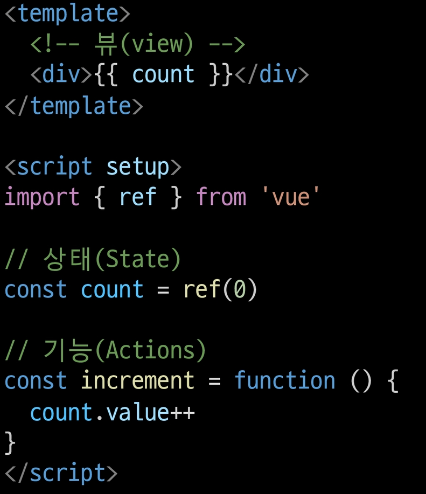 <template>
  <!-- 뷰(view) -->
  <div>{{ count }}</div>
</template>

<script setup>
import { ref } from 'vue'

// 상태(State)
const count = ref(0)

// 기능(Actions)
const increment = function () {
  count.value++
}
</script>